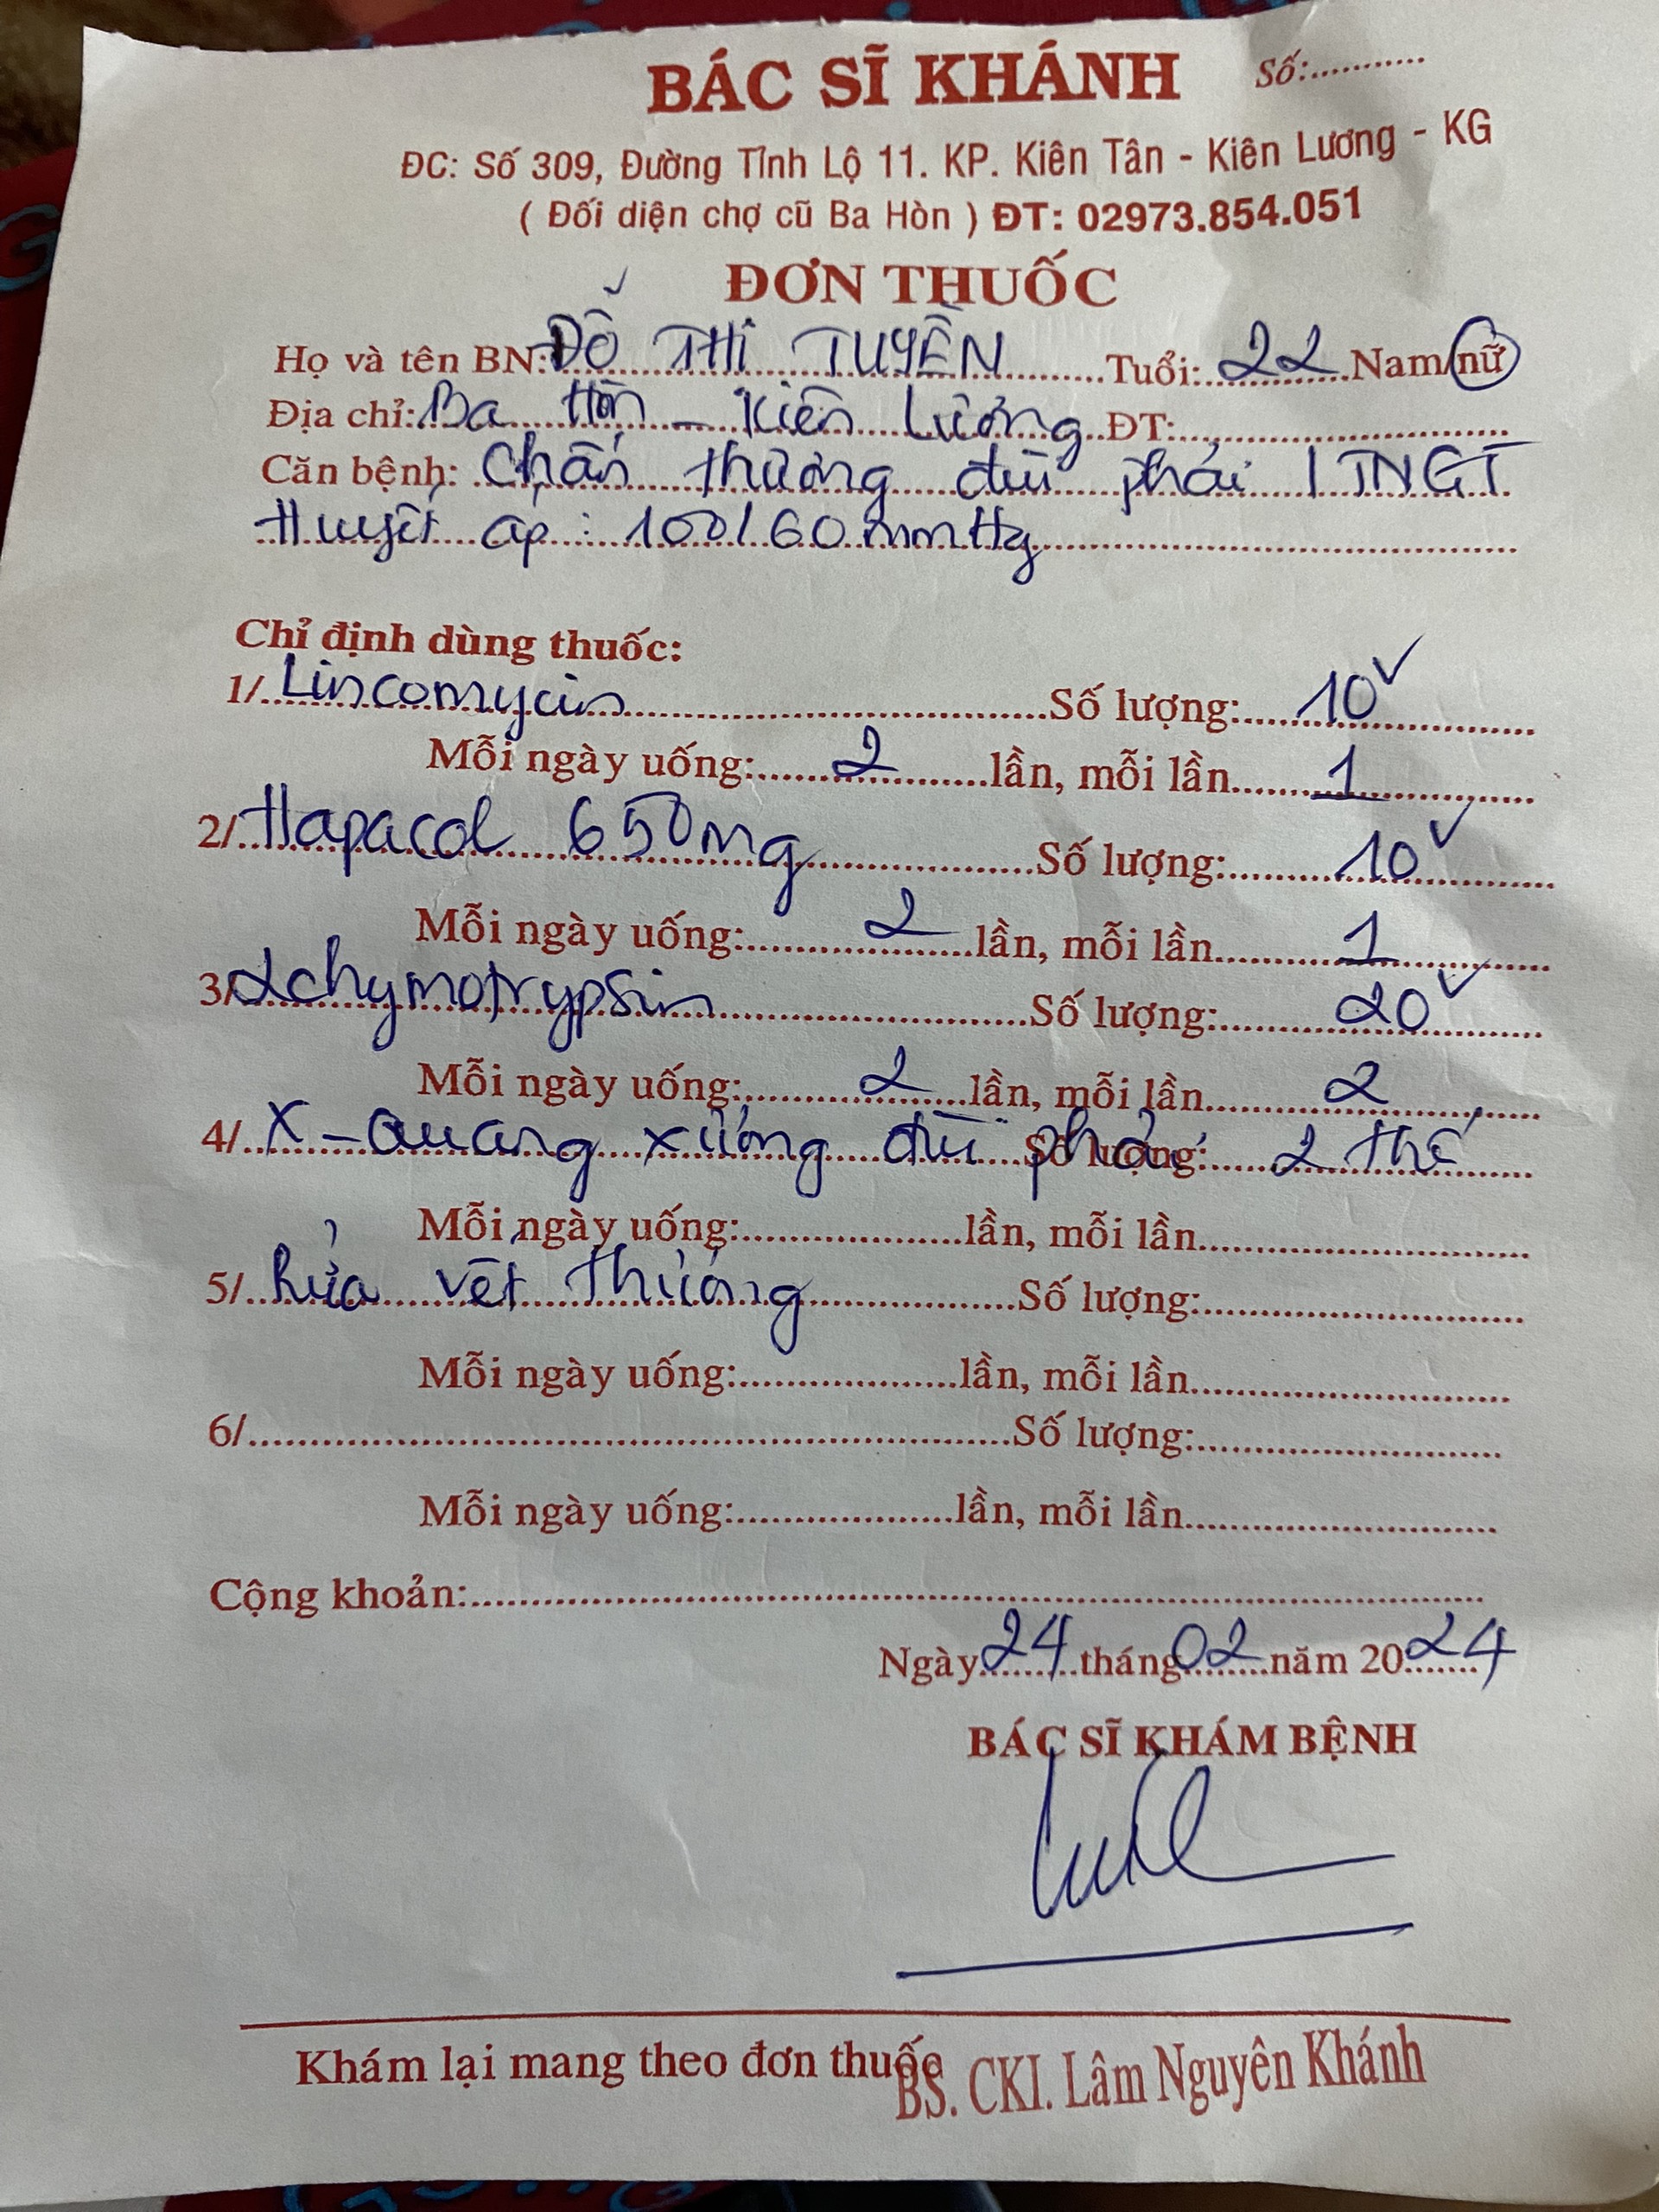 BÁC SĨ KHÁNH Số:...........
ĐC: Số 309, Đường Tỉnh Lộ 11. KP. Kiên Tân - Kiên Lương - KG
( Đối diện chợ cũ Ba Hòn ) ĐT: 02973.854.051
ĐƠN THUỐC
Họ và tên BN: ĐỖ THỊ TUYỀN Tuổi: 22 Nam/nữ
Địa chỉ: Ba Hòn - Kiên Lương ĐT:
Căn bệnh: Chấn thương đùi phải / TNGT
Huyết áp: 100/60 mmHg
Chỉ định dùng thuốc:
1/ Lincomycin Số lượng: 10
Mỗi ngày uống: 2 lần, mỗi lần 1
2/ Hapacol 650mg Số lượng: 10
Mỗi ngày uống: 2 lần, mỗi lần 1
3/ αchymotrypsin Số lượng: 20
Mỗi ngày uống: 2 lần, mỗi lần 2
4/ X-Quang xương đùi phải Số lượng: 2 thế
Mỗi ngày uống: lần, mỗi lần
5/ Rửa vết thương Số lượng:
Mỗi ngày uống: lần, mỗi lần
6/ Số lượng:
Mỗi ngày uống: lần, mỗi lần
Cộng khoản:
Ngày 24 tháng 02 năm 2024
BÁC SĨ KHÁM BỆNH
Khám lại mang theo đơn thuốc
BS. CKI. Lâm Nguyên Khánh